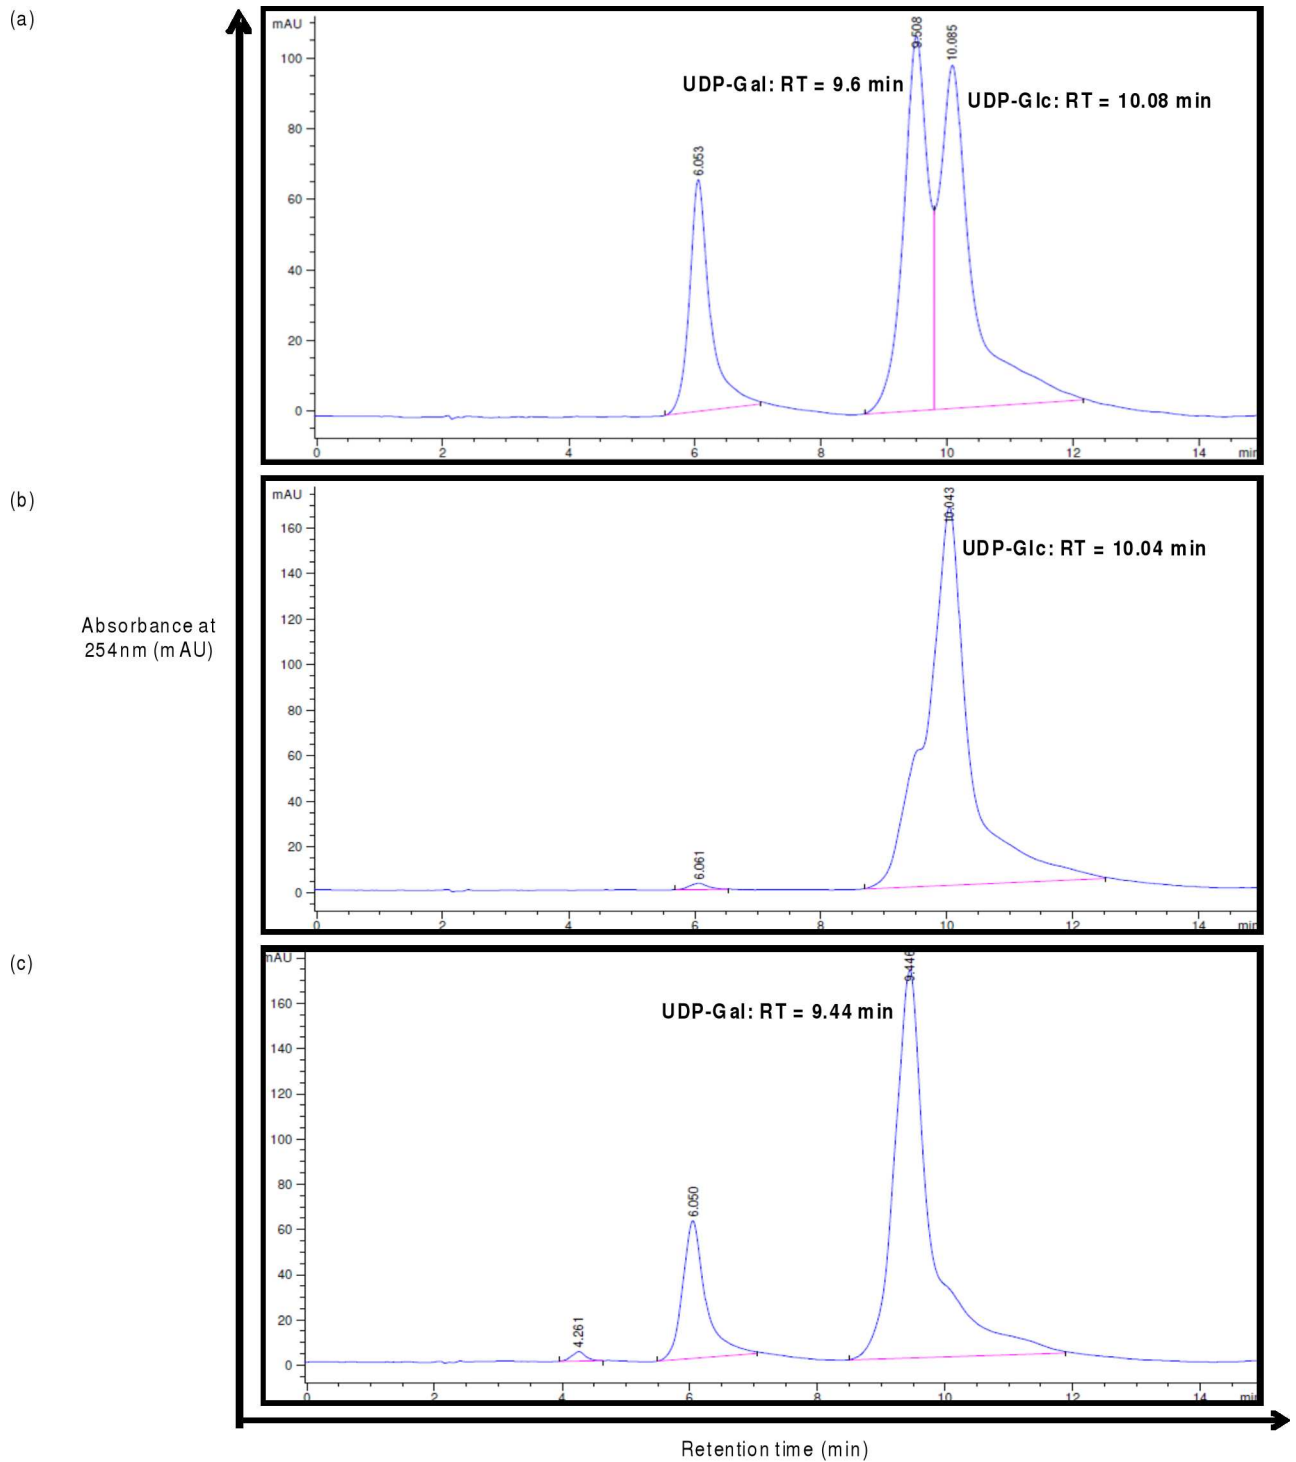 (a)
mAU
100
80
60
40
20
0
6.053
9.508
10.085
UDP-Gal: RT = 9.6 min
UDP-Glc: RT = 10.08 min
0 2 4 6 8 10 12 14 min
(b)
mAU
160
140
120
100
80
60
40
20
0
6.061
10.043
UDP-Glc: RT = 10.04 min
0 2 4 6 8 10 12 14 min
Absorbance at
254nm (mAU)
(c)
mAU
160
140
120
100
80
60
40
20
0
4.261
6.050
9.446
UDP-Gal: RT = 9.44 min
0 2 4 6 8 10 12 14 min
Retention time (min)